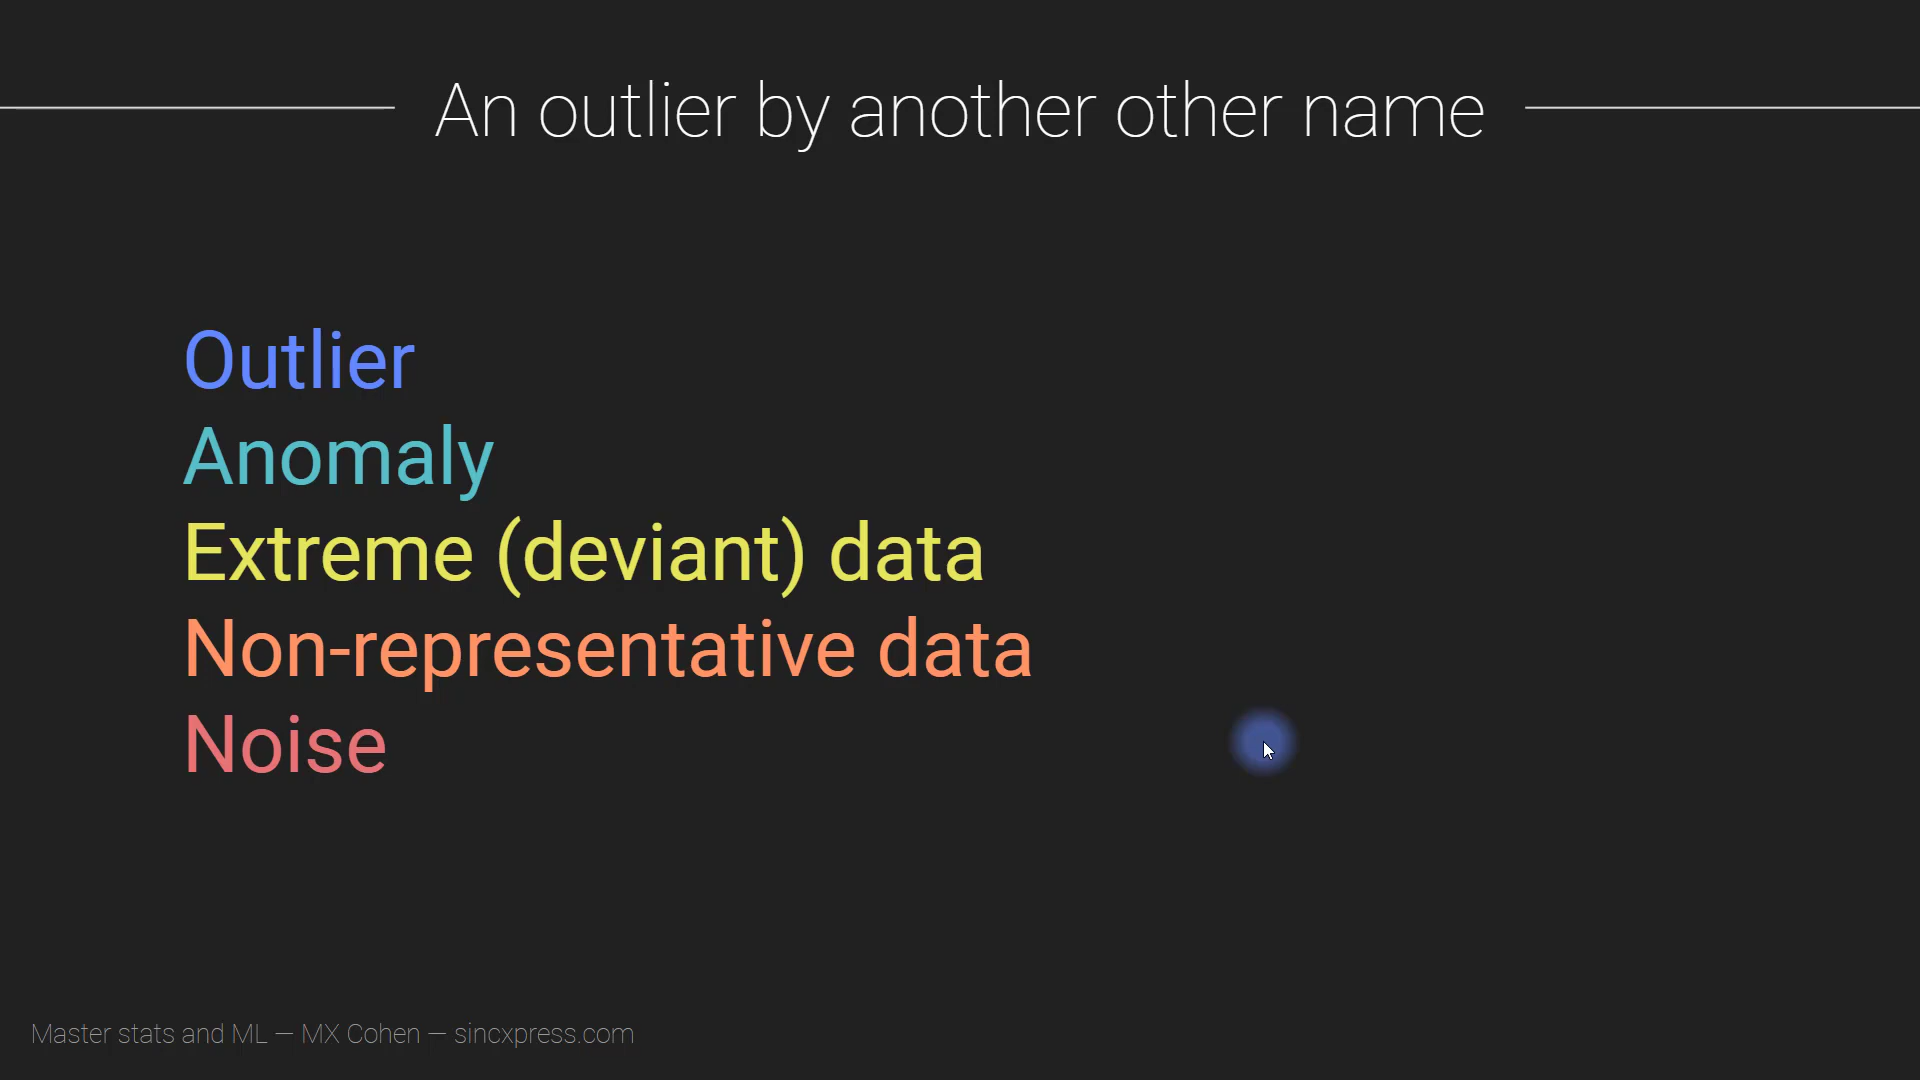 An outlier by another other name
Outlier
Anomaly
Extreme (deviant) data
Non-representative data
Noise
Master stats and ML — MX Cohen — sincxpress.com